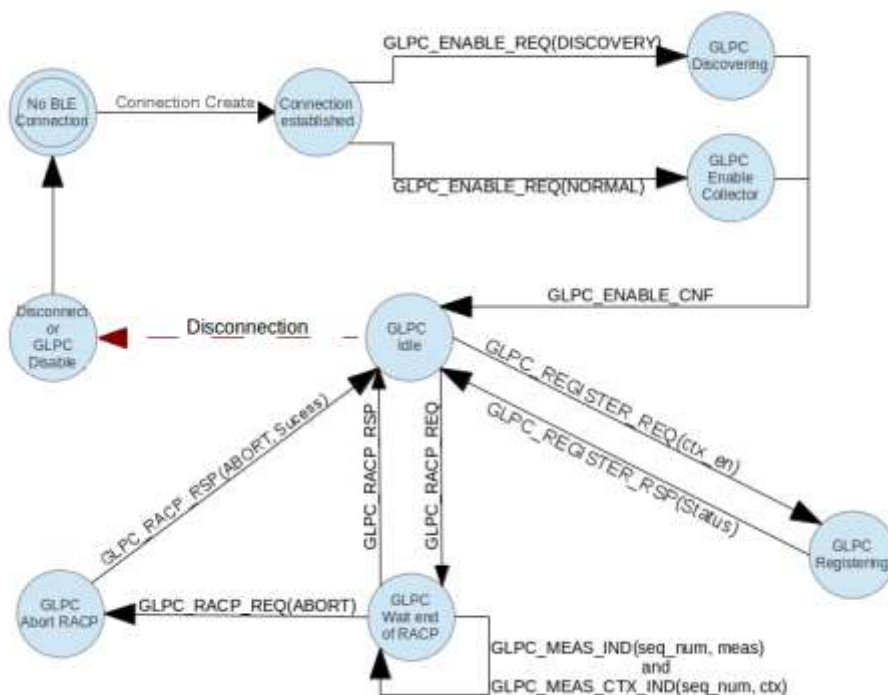 GLPC_ENABLE_REQ(DISCOVERY)
GLPC
Discovering
No BLE
Connection
Connection Create
Connection
established
GLPC
Enable
Collector
GLPC_ENABLE_REQ(NORMAL)
GLPC_ENABLE_CNF
Disconnect
or
GLPC
Disable
Disconnection
GLPC
Idle
GLPC_REGISTER_REQ(ctx_en)
GLPC_REGISTER_RSP(Status)
GLPC_RACP_RSP(ABORT, Sucess)
GLPC_RACP_RSP
GLPC_RACP_REQ
GLPC
Registering
GLPC
Abort RACP
GLPC_RACP_REQ(ABORT)
GLPC
Wait end
of RACP
GLPC_MEAS_IND(seq_num, meas)
and
GLPC_MEAS_CTX_IND(seq_num, ctx)